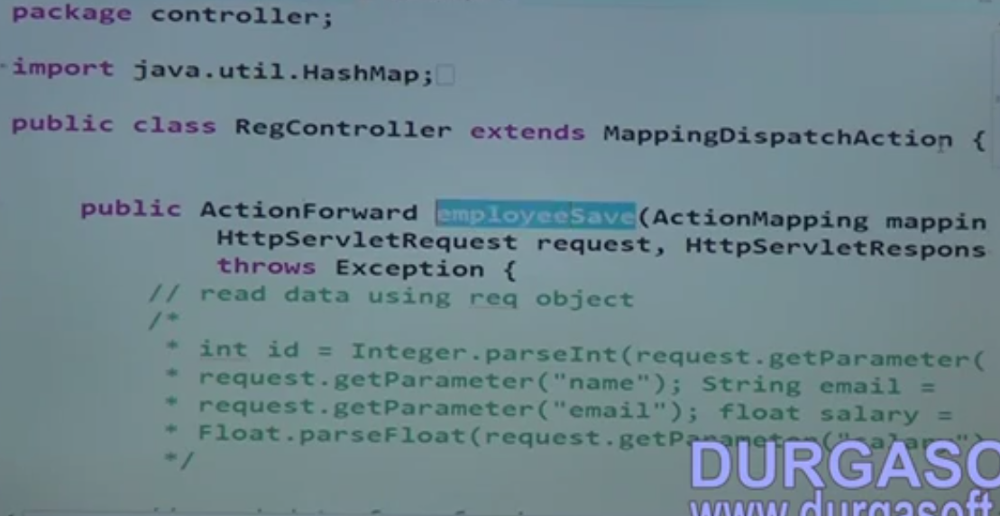 package controller;
import java.util.HashMap;
public class RegController extends MappingDispatchAction {
public ActionForward employeeSave(ActionMapping mappin
HttpServletRequest request, HttpServletRespons
throws Exception {
// read data using req object
/*
* int id = Integer.parseInt(request.getParameter(
* request.getParameter("name"); String email =
* request.getParameter("email"); float salary =
* Float.parseFloat(request.getParameter("salary")
*/
DURGASO
www.durgasoft